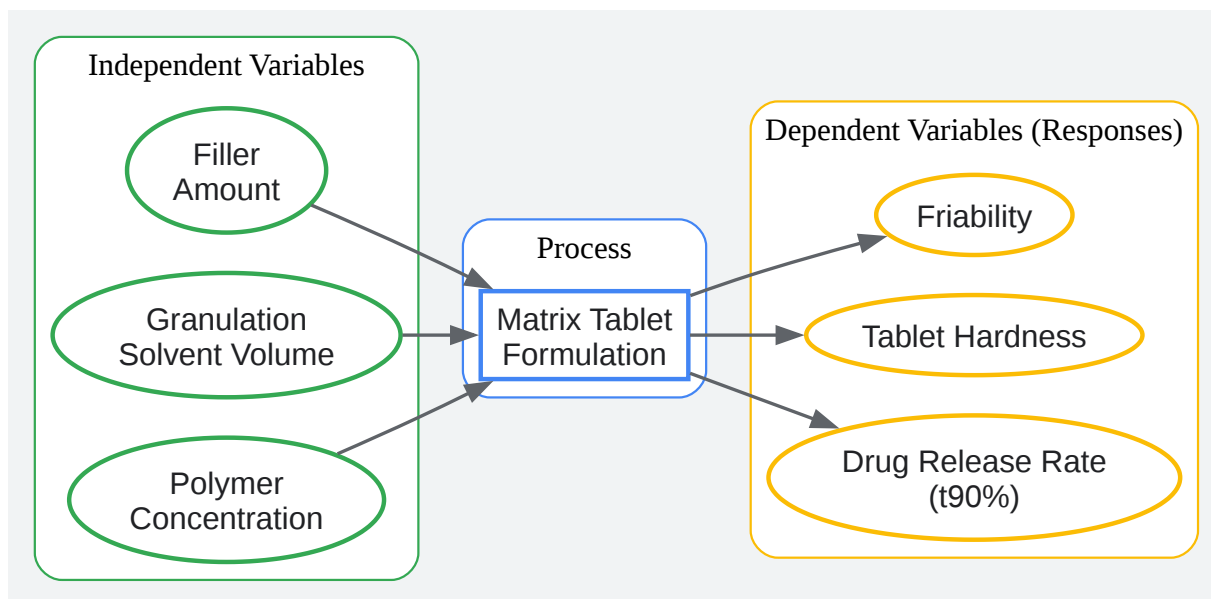 Independent Variables
Filler
Amount
Granulation
Solvent Volume
Polymer
Concentration
Process
Matrix Tablet
Formulation
Dependent Variables (Responses)
Friability
Tablet Hardness
Drug Release Rate
(t90%)